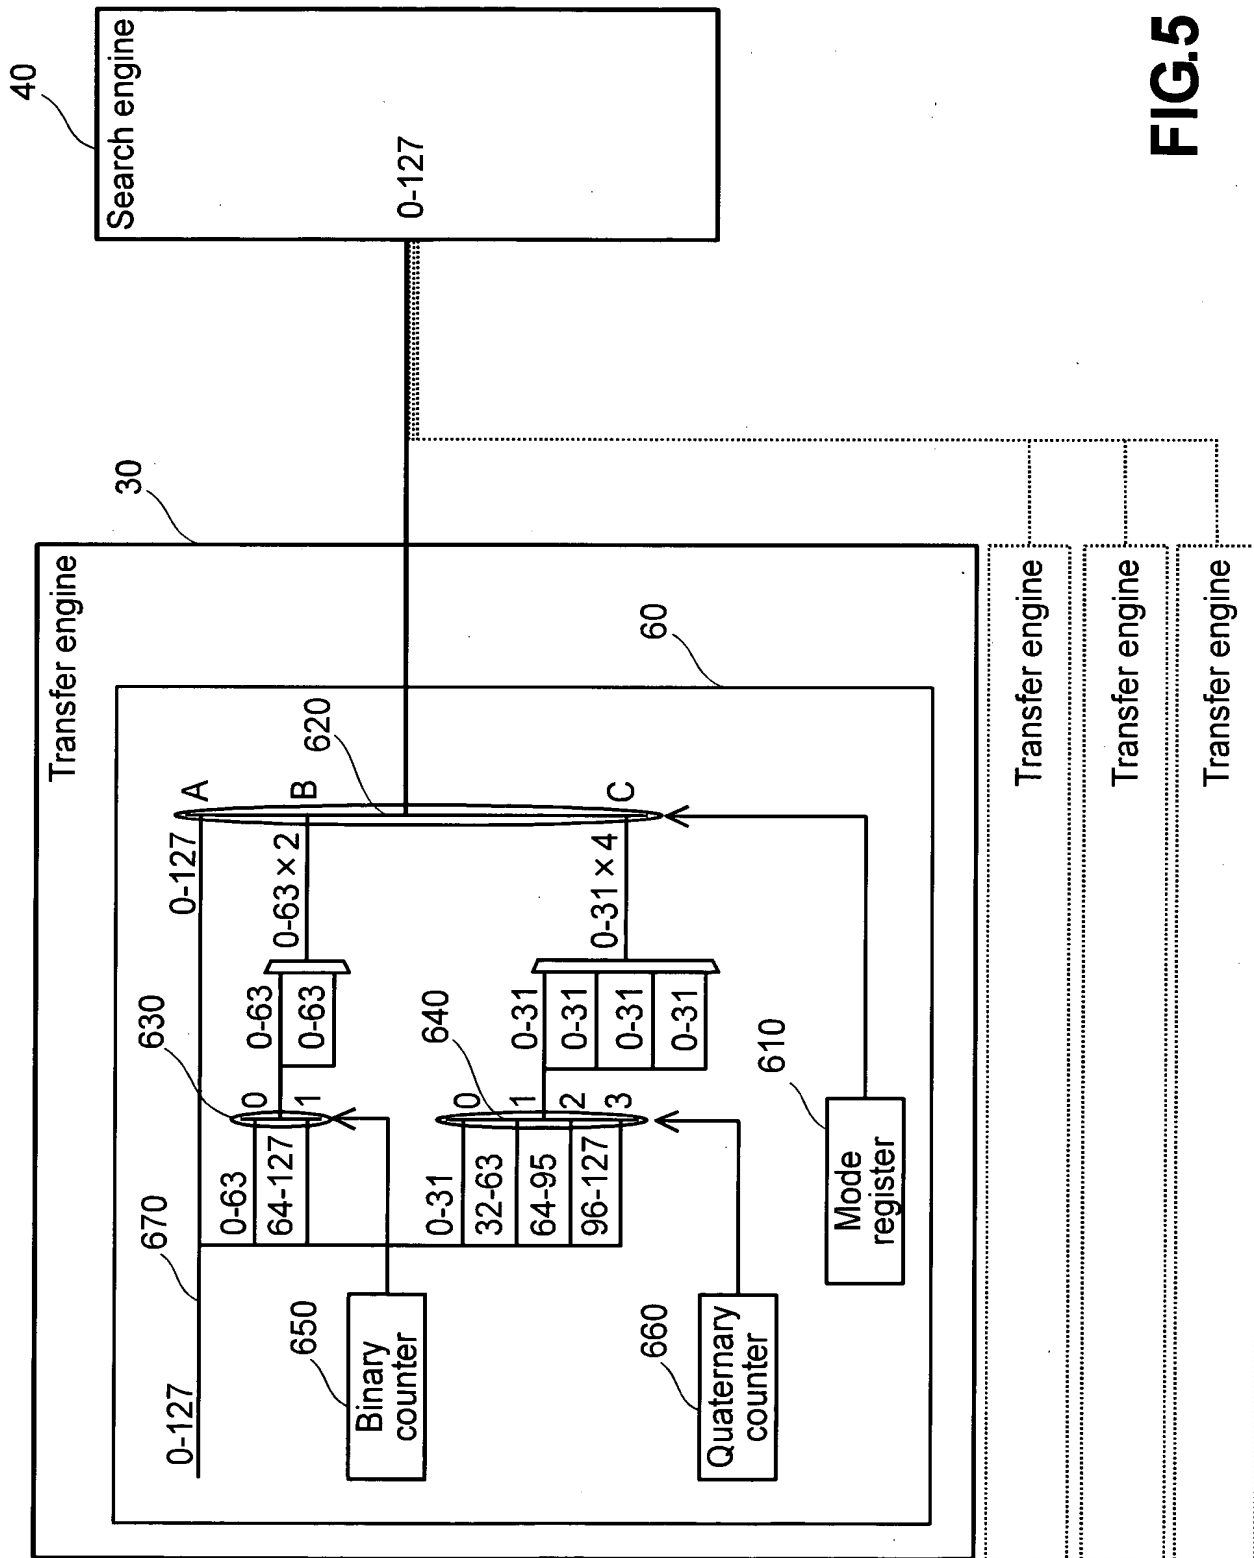 Transfer engine
30
Search engine
40
0-127
60
0-127
670
0-127
A
630
0-63
64-127
0
1
0-63
0-63
0-63 × 2
B
620
650
Binary
counter
0-31
32-63
64-95
96-127
640
0
1
2
3
0-31
0-31
0-31
0-31
0-31 × 4
C
660
Quaternary
counter
610
Mode
register
Transfer engine
Transfer engine
Transfer engine
FIG.5